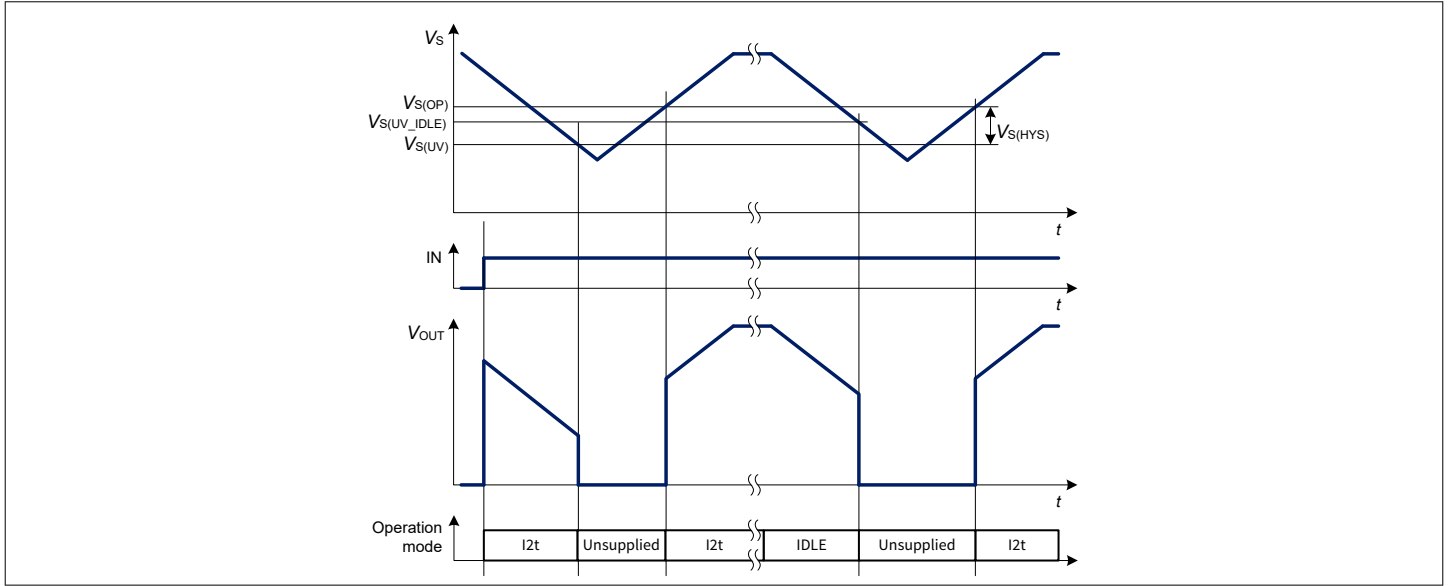 VS
VS(OP)
VS(UV_IDLE)
VS(UV)
VS(HYS)
t
IN
t
VOUT
t
Operation
mode
I2t
Unsupplied
I2t
IDLE
Unsupplied
I2t